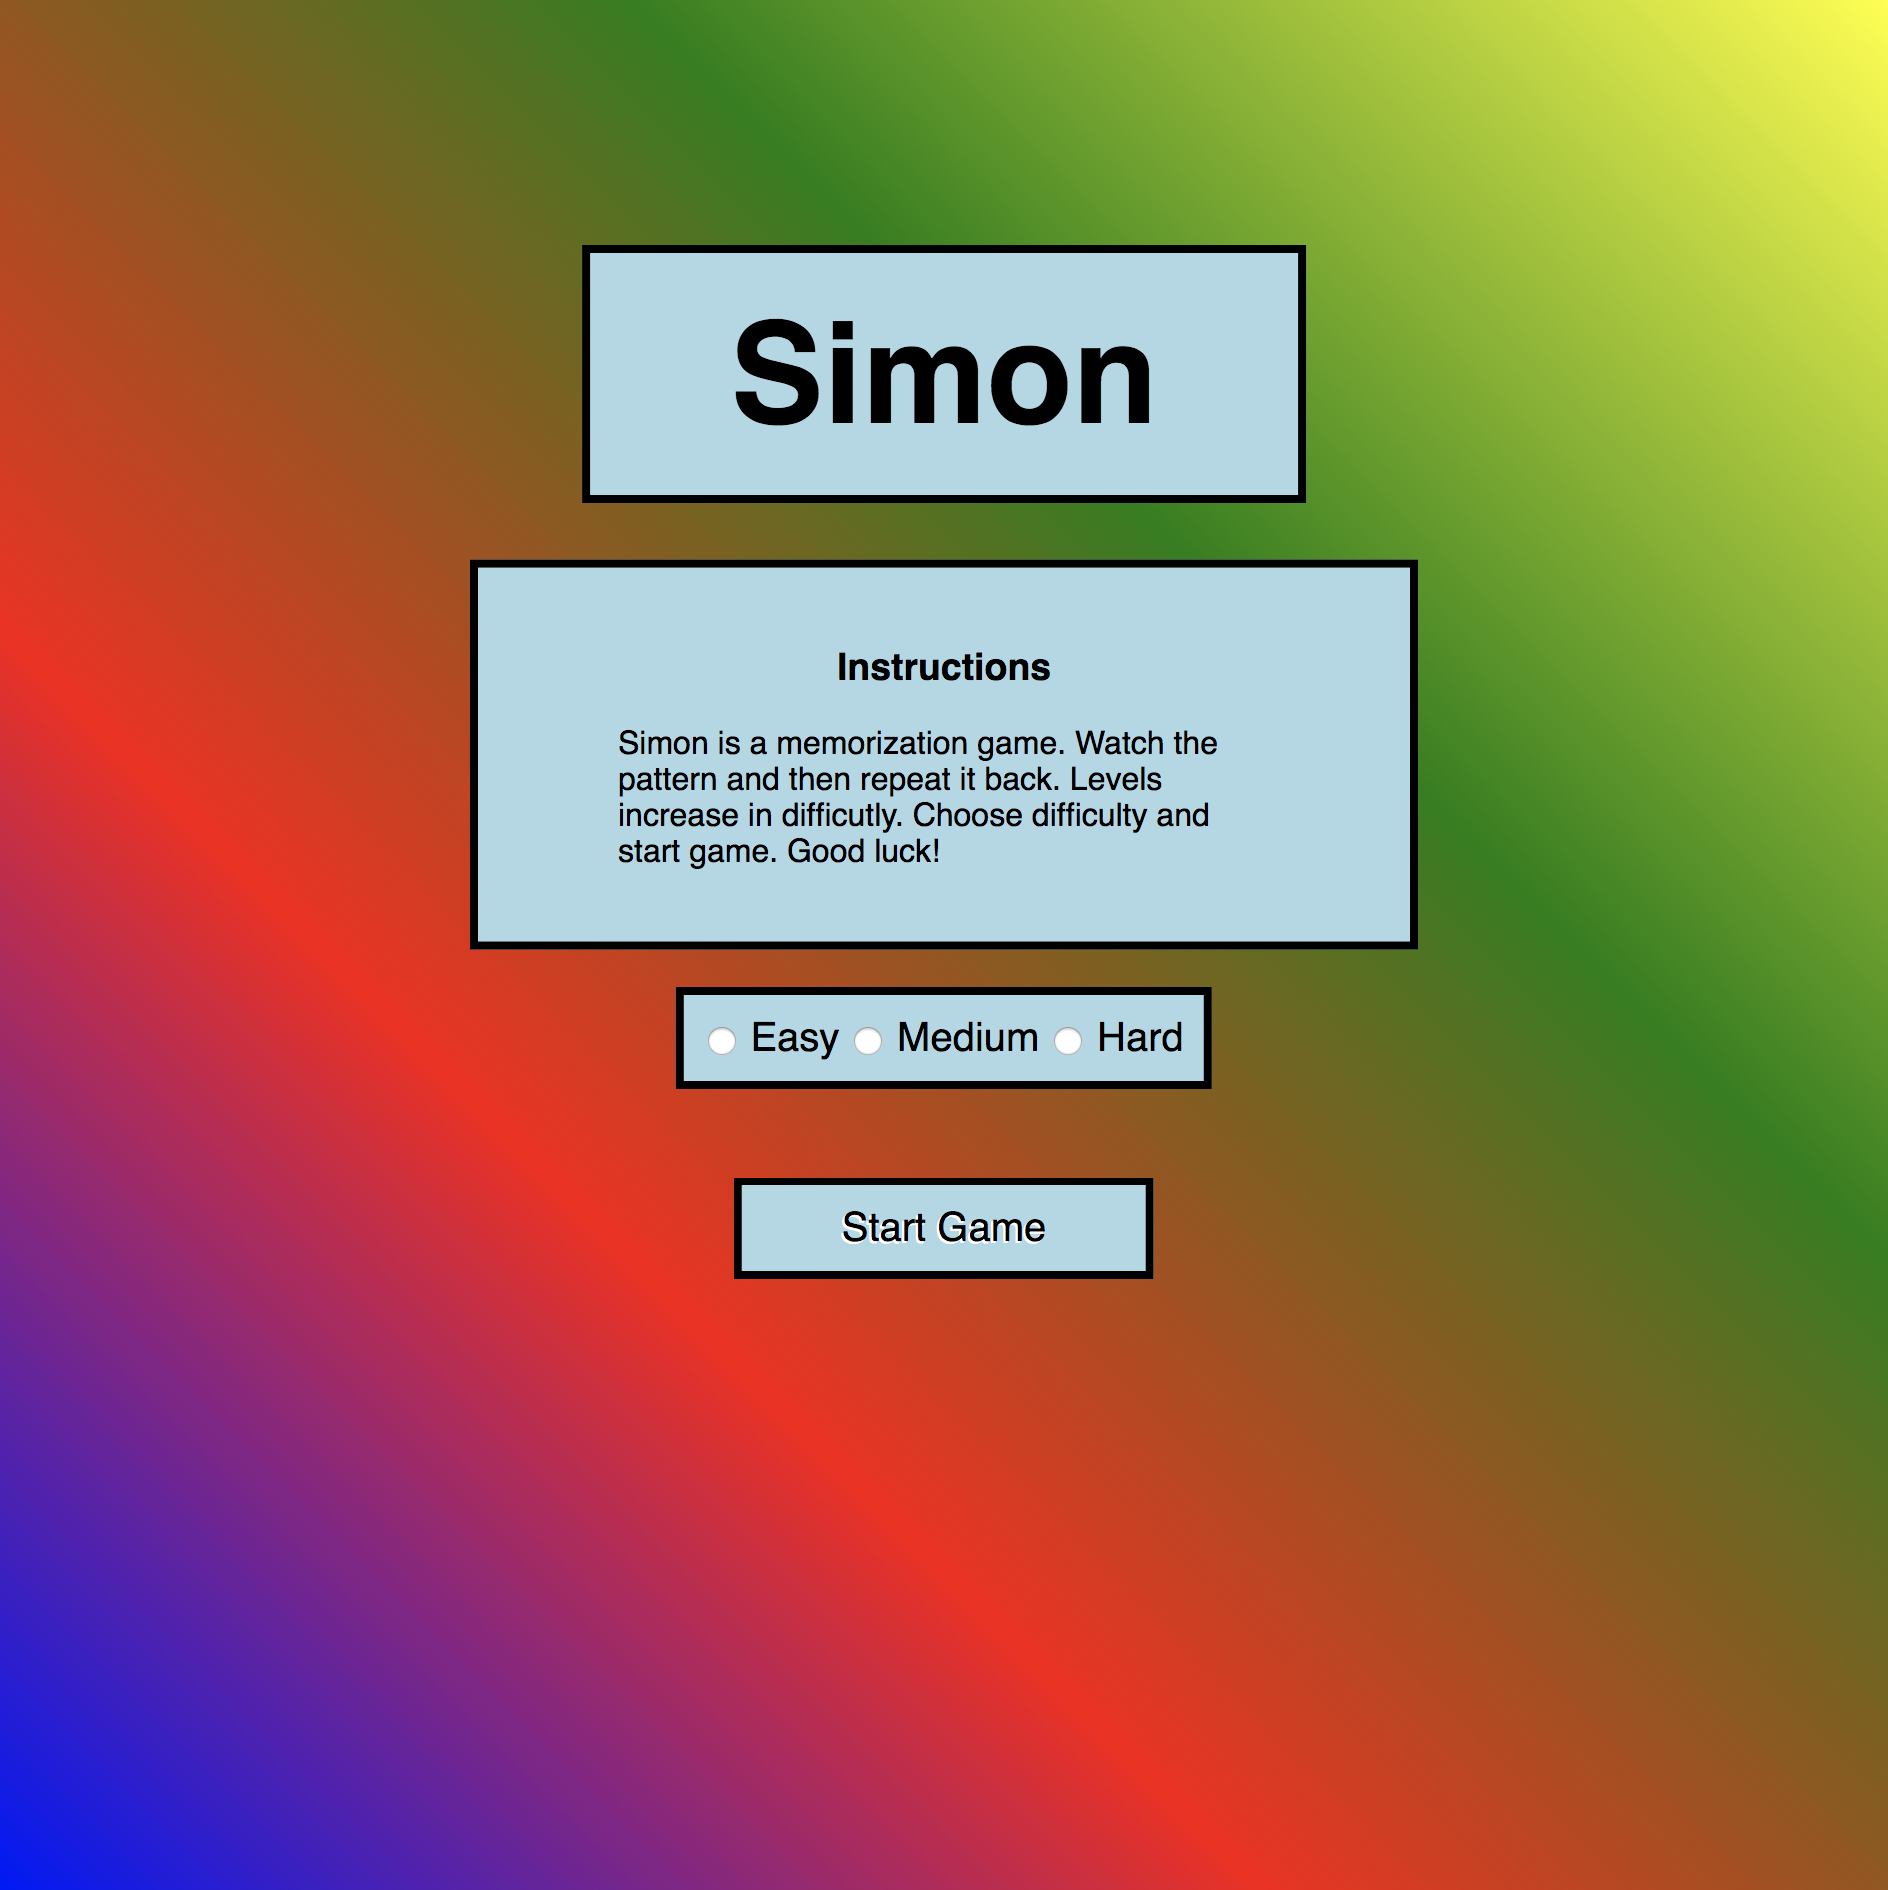 Simon
Instructions
Simon is a memorization game. Watch the
pattern and then repeat it back. Levels
increase in difficutly. Choose difficulty and
start game. Good luck!
Easy Medium Hard
Start Game